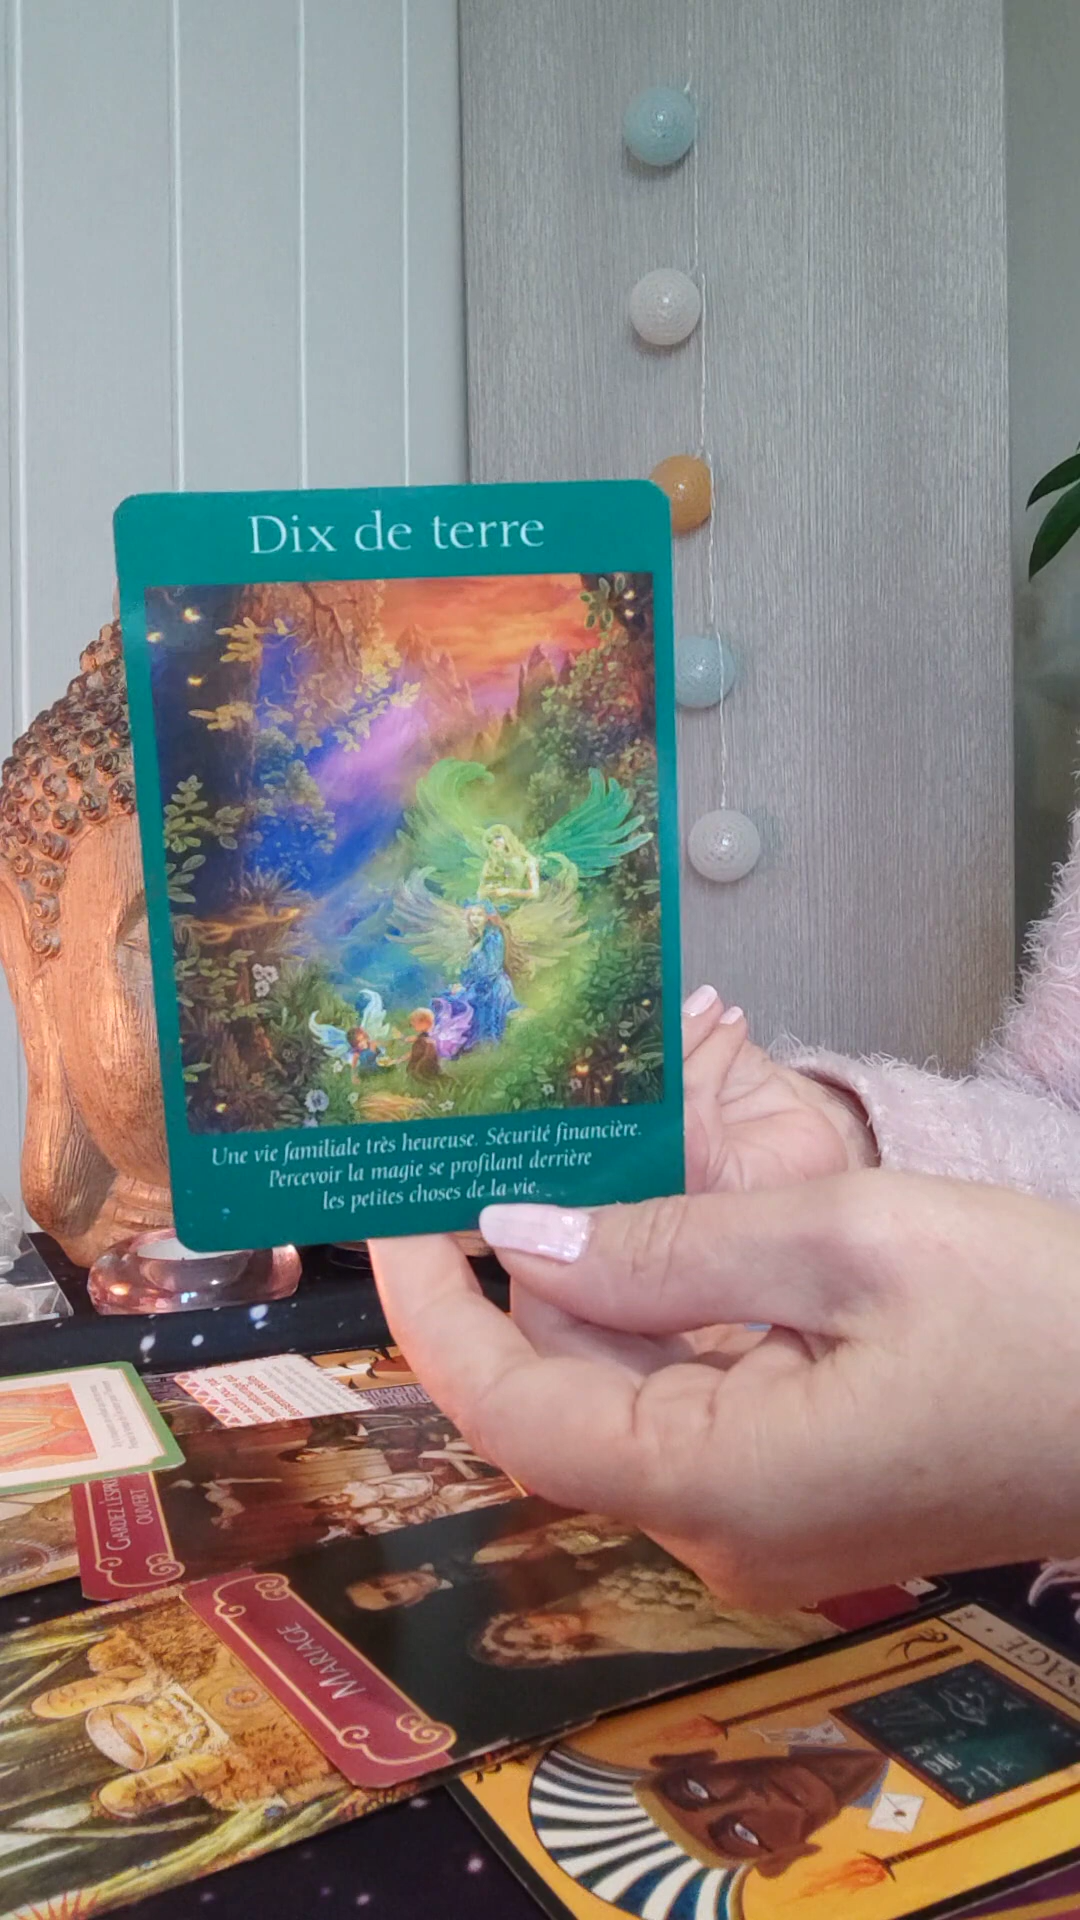 Dix de terre
Une vie familiale très heureuse. Sécurité financière.
Percevoir la magie se profilant derrière
les petites choses de la vie.
GARDEZ L'ESPRIT
OUVERT
MARIAGE